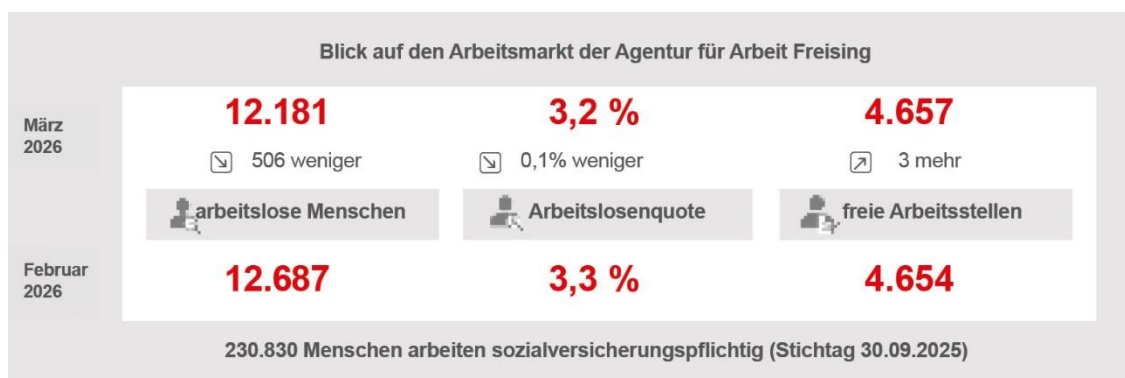 Blick auf den Arbeitsmarkt der Agentur für Arbeit Freising
März
2026
12.181
3,2 %
4.657
506 weniger
0,1% weniger
3 mehr
arbeitslose Menschen
Arbeitslosenquote
freie Arbeitsstellen
Februar
2026
12.687
3,3 %
4.654
230.830 Menschen arbeiten sozialversicherungspflichtig (Stichtag 30.09.2025)